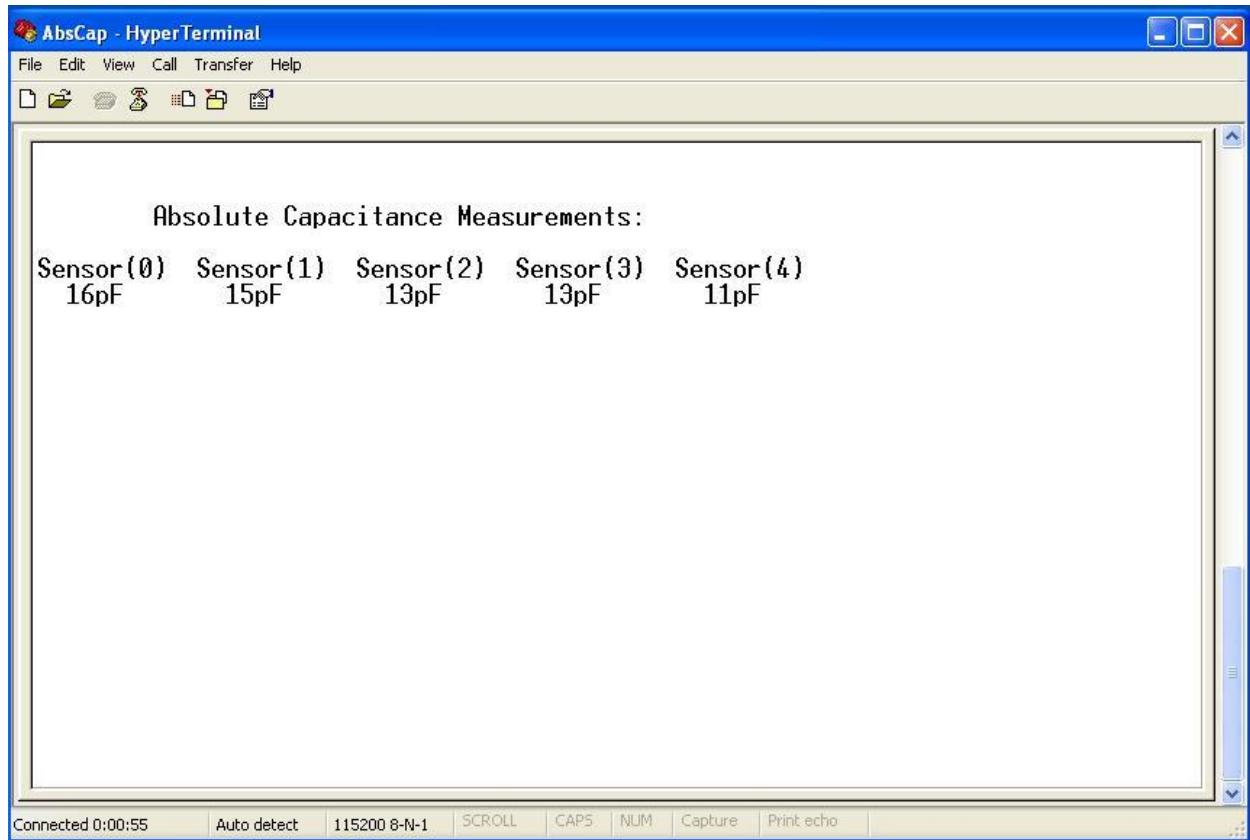 AbsCap - HyperTerminal
File Edit View Call Transfer Help
Absolute Capacitance Measurements:
Sensor(0) Sensor(1) Sensor(2) Sensor(3) Sensor(4)
16pF 15pF 13pF 13pF 11pF
Connected 0:00:55 Auto detect 115200 8-N-1 SCROLL CAPS NUM Capture Print echo